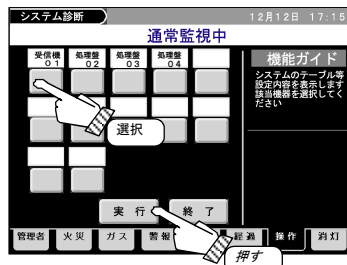 システム診断
12月12日 17:15
通常監視中
受信機
01
処理盤
02
処理盤
03
処理盤
04
機能ガイド
システムのテーブル等
設定内容を表示します
該当機器を選択してく
ださい
選択
実行
終了
管理者
火災
ガス
警報
経過
操作
消灯
押す